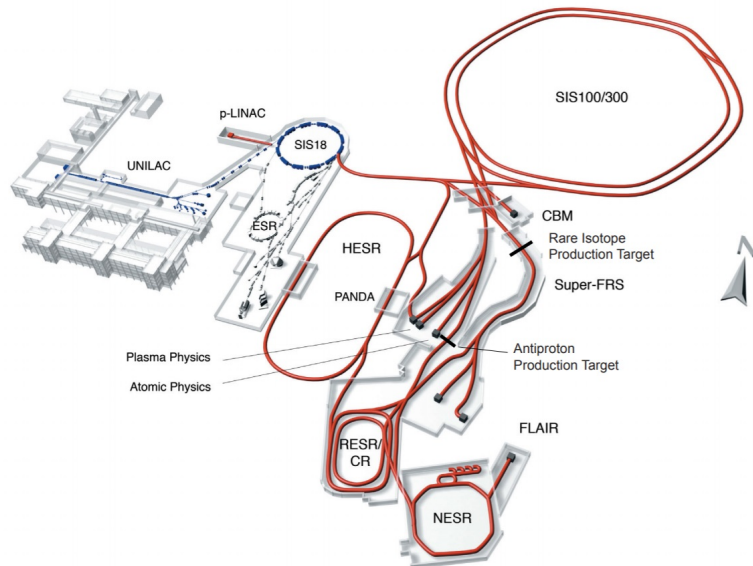 SIS100/300
p-LINAC
SIS18
UNILAC
CBM
ESR
Rare Isotope
Production Target
HESR
Super-FRS
PANDA
Plasma Physics
Antiproton
Production Target
Atomic Physics
FLAIR
RESR/
CR
NESR